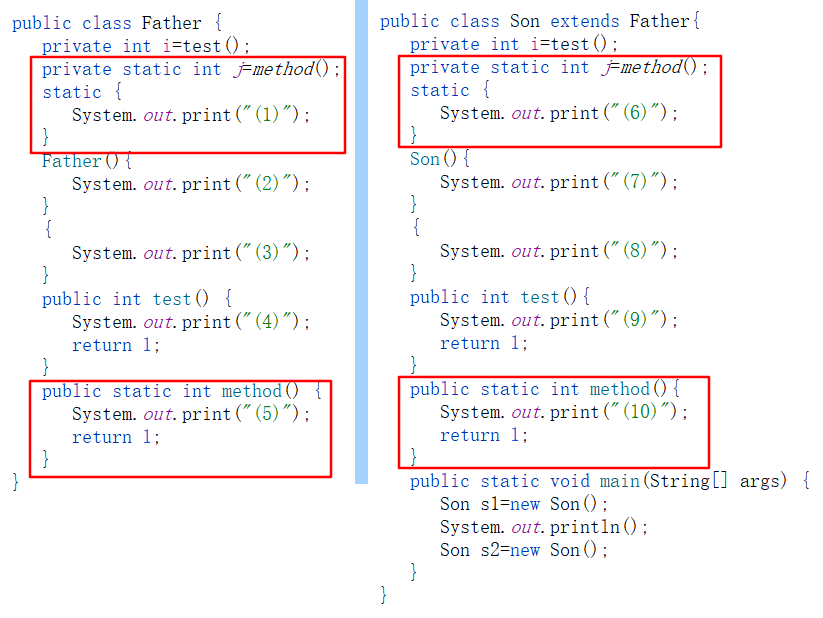 public class Father {
private int i=test();
private static int j=method();
static {
System.out.print("(1)");
}
Father(){
System.out.print("(2)");
}
{
System.out.print("(3)");
}
public int test() {
System.out.print("(4)");
return 1;
}
public static int method() {
System.out.print("(5)");
return 1;
}
}
public class Son extends Father{
private int i=test();
private static int j=method();
static {
System.out.print("(6)");
}
Son(){
System.out.print("(7)");
}
{
System.out.print("(8)");
}
public int test(){
System.out.print("(9)");
return 1;
}
public static int method(){
System.out.print("(10)");
return 1;
}
public static void main(String[] args) {
Son s1=new Son();
System.out.println();
Son s2=new Son();
}
}